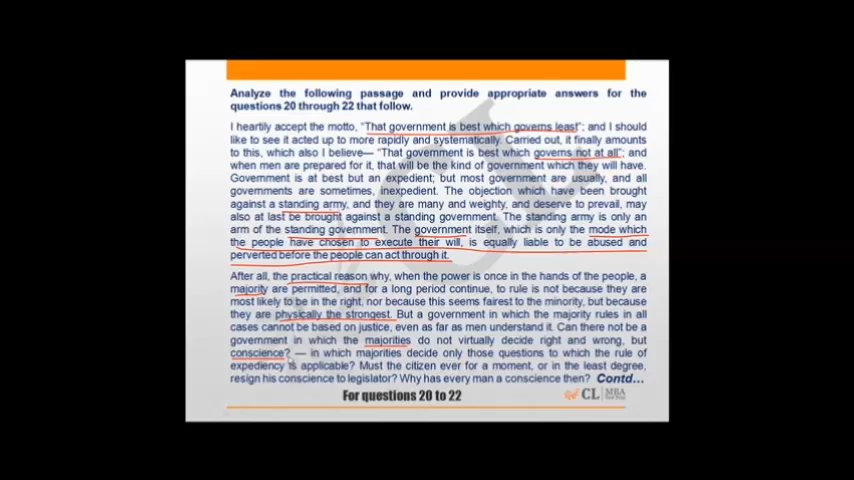 Analyze the following passage and provide appropriate answers for the
questions 20 through 22 that follow.
I heartily accept the motto, "That government is best which governs least"; and I should
like to see it acted up to more rapidly and systematically. Carried out, it finally amounts
to this, which also I believe— "That government is best which governs not at all"; and
when men are prepared for it, that will be the kind of government which they will have.
Government is at best but an expedient; but most government are usually, and all
governments are sometimes, inexpedient. The objection which have been brought
against a standing army, and they are many and weighty, and deserve to prevail, may
also at last be brought against a standing government. The standing army is only an
arm of the standing government. The government itself, which is only the mode which
the people have chosen to execute their will, is equally liable to be abused and
perverted before the people can act through it.
After all, the practical reason why, when the power is once in the hands of the people, a
majority are permitted, and for a long period continue, to rule is not because they are
most likely to be in the right, nor because this seems fairest to the minority, but because
they are physically the strongest. But a government in which the majority rules in all
cases cannot be based on justice, even as far as men understand it. Can there not be a
government in which the majorities do not virtually decide right and wrong, but
conscience? — in which majorities decide only those questions to which the rule of
expediency is applicable? Must the citizen ever for a moment, or in the least degree,
resign his conscience to legislator? Why has every man a conscience then? Contd...
For questions 20 to 22
CL MBA